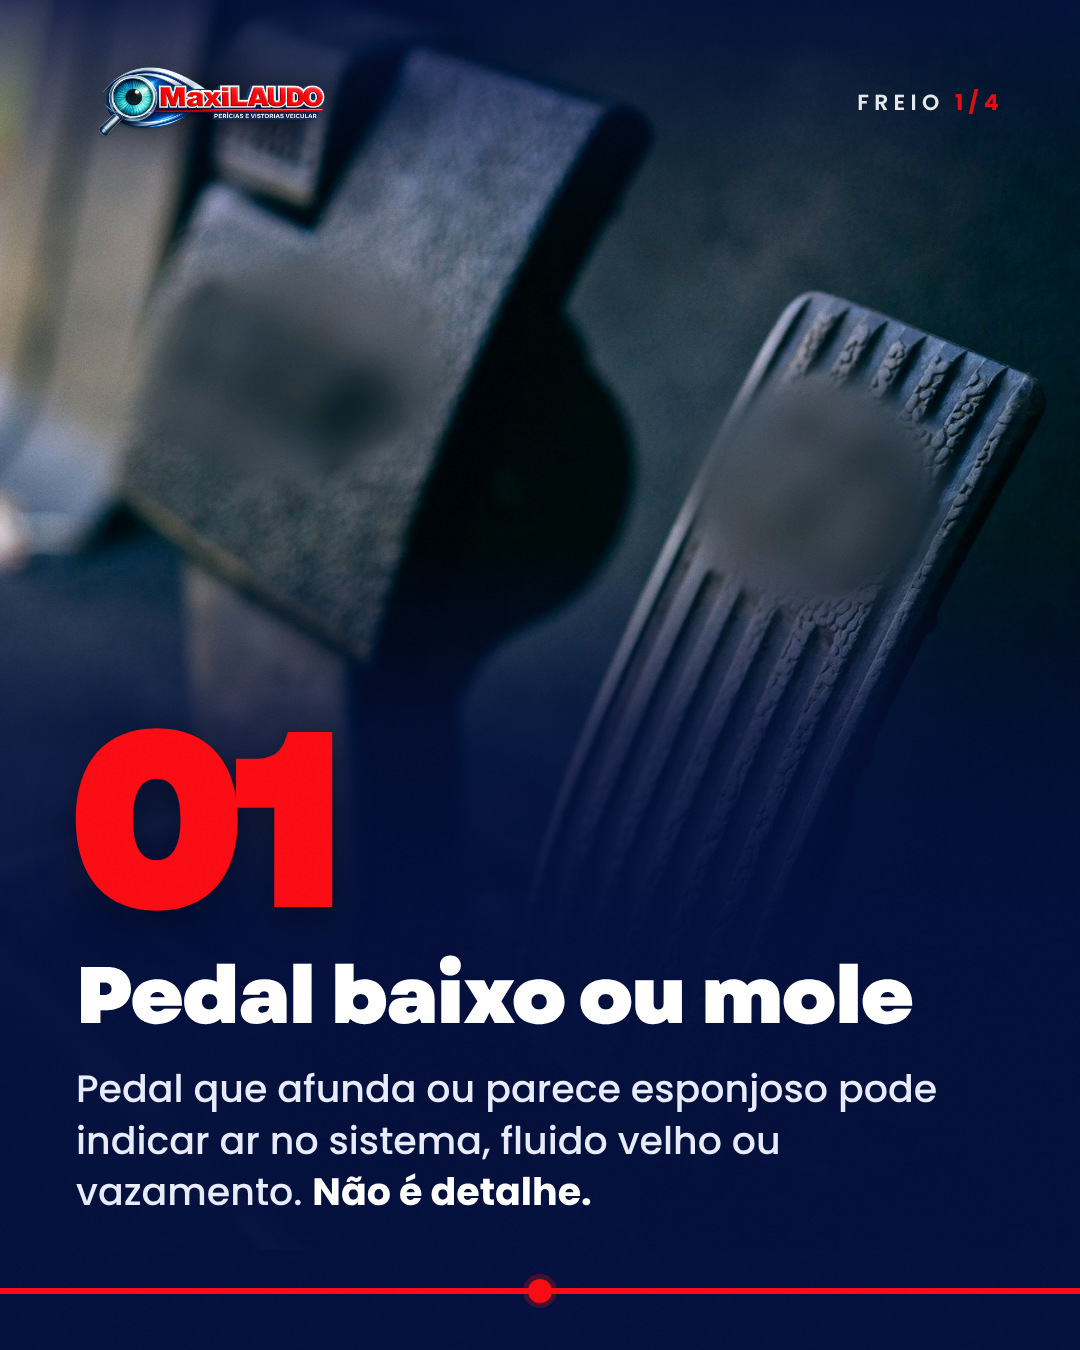 MaxiLAUDO
PERÍCIAS E VISTORIAS VEICULAR
FREIO 1/4
01
Pedal baixo ou mole
Pedal que afunda ou parece esponjoso pode
indicar ar no sistema, fluido velho ou
vazamento. Não é detalhe.